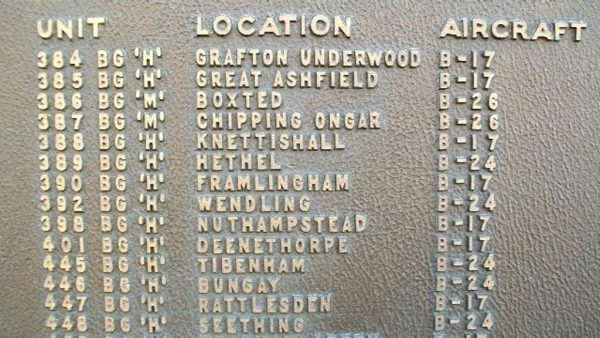 UNIT LOCATION AIRCRAFT
384 BG 'H' GRAFTON UNDERWOOD B-17
385 BG 'H' GREAT ASHFIELD B-17
386 BG 'M' BOXTED B-26
387 BG 'M' CHIPPING ONGAR B-26
388 BG 'H' KNETTISHALL B-17
389 BG 'H' HETHEL B-24
390 BG 'H' FRAMLINGHAM B-17
392 BG 'H' WENDLING B-24
398 BG 'H' NUTHAMPSTEAD B-17
401 BG 'H' DEENETHORPE B-17
445 BG 'H' TIBENHAM B-24
446 BG 'H' BUNGAY B-24
447 BG 'H' RATTLESDEN B-17
448 BG 'H' SEETHING B-24